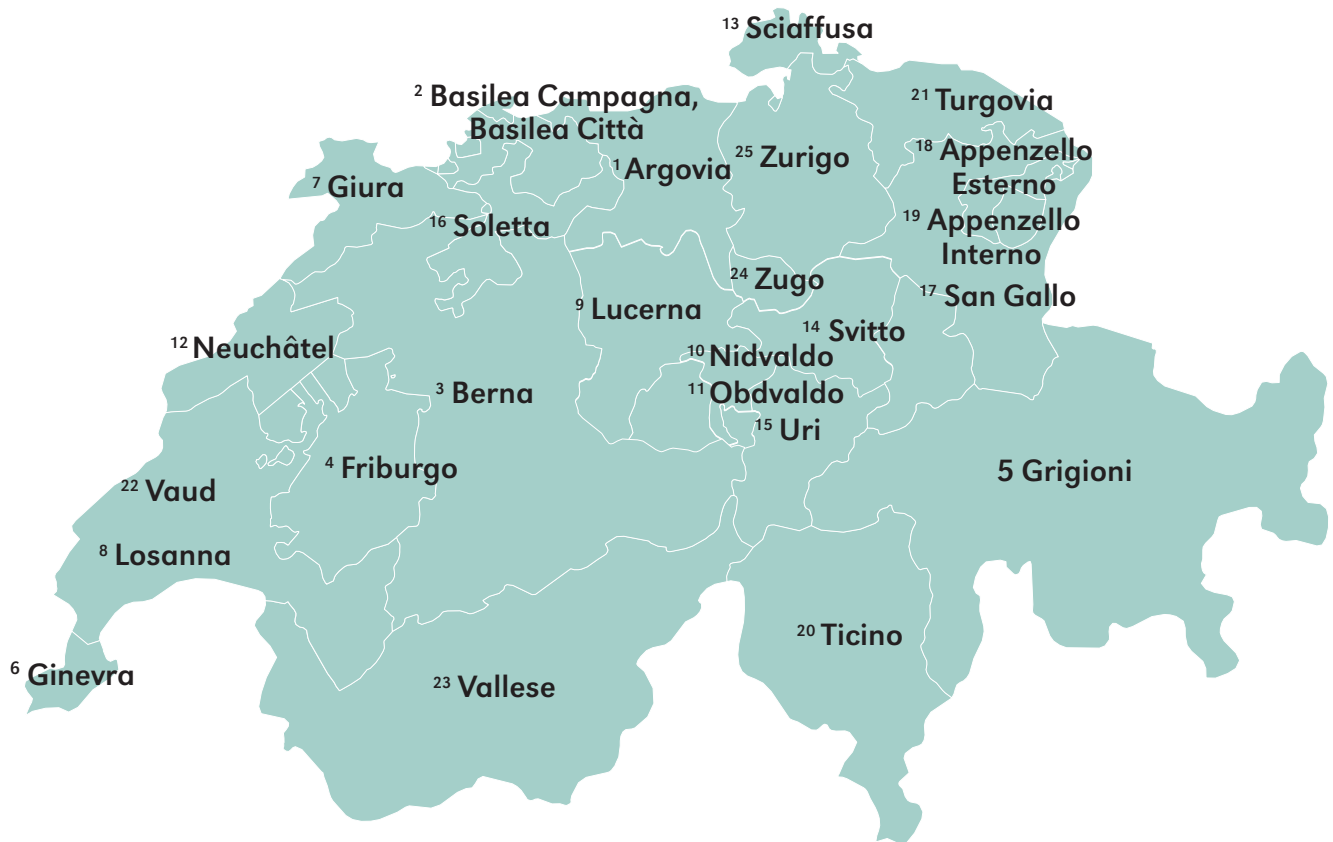 13 Sciaffusa
2 Basilea Campagna,
Basilea Città
21 Turgovia
1 Argovia
25 Zurigo
18 Appenzello
Esterno
7 Giura
16 Soletta
19 Appenzello
Interno
24 Zugo
17 San Gallo
9 Lucerna
14 Svitto
12 Neuchâtel
10 Nidvaldo
3 Berna
11 Obdvaldo
15 Uri
4 Friburgo
5 Grigioni
22 Vaud
8 Losanna
20 Ticino
6 Ginevra
23 Vallese